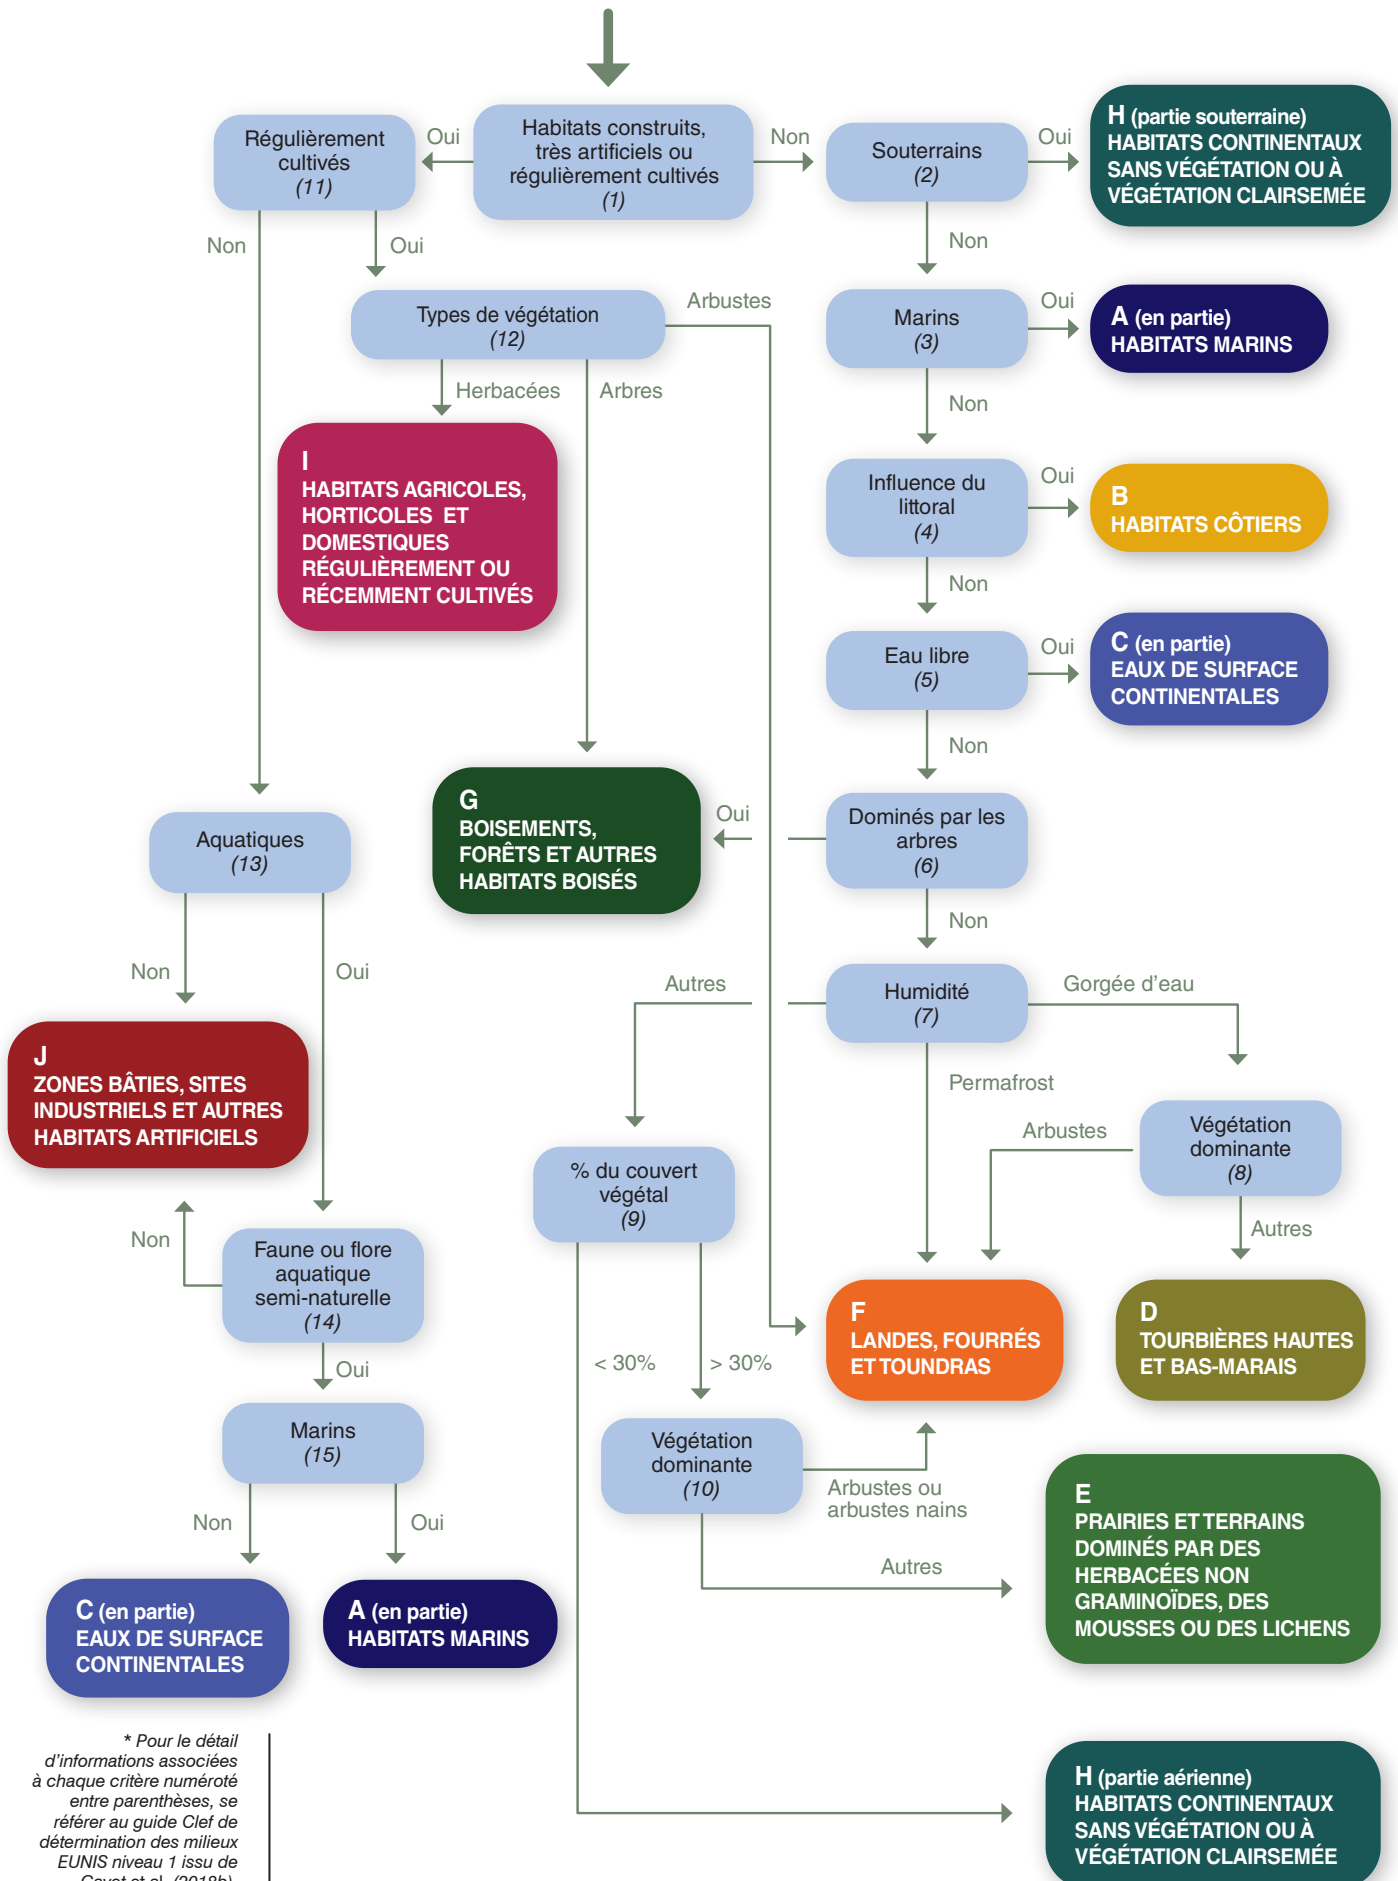 Habitats construits,
très artificiels ou
régulièrement cultivés
(1)
Oui
Non
Régulièrement
cultivés
(11)
Souterrains
(2)
Oui
H (partie souterraine)
HABITATS CONTINENTAUX
SANS VÉGÉTATION OU À
VÉGÉTATION CLAIRSEMÉE
Non
Oui
Non
Types de végétation
(12)
Arbustes
Marins
(3)
Oui
A (en partie)
HABITATS MARINS
Herbacées
Arbres
Non
I
HABITATS AGRICOLES,
HORTICOLES ET
DOMESTIQUES
RÉGULIÈREMENT OU
RÉCEMMENT CULTIVÉS
Influence du
littoral
(4)
Oui
B
HABITATS CÔTIERS
Non
Eau libre
(5)
Oui
C (en partie)
EAUX DE SURFACE
CONTINENTALES
Non
G
BOISEMENTS,
FORÊTS ET AUTRES
HABITATS BOISÉS
Oui
Dominés par les
arbres
(6)
Aquatiques
(13)
Non
Non
Oui
Autres
Humidité
(7)
Gorgée d'eau
J
ZONES BÂTIES, SITES
INDUSTRIELS ET AUTRES
HABITATS ARTIFICIELS
Permafrost
Arbustes
Végétation
dominante
(8)
% du couvert
végétal
(9)
Autres
Non
Faune ou flore
aquatique
semi-naturelle
(14)
F
LANDES, FOURRÉS
ET TOUNDRAS
D
TOURBIÈRES HAUTES
ET BAS-MARAIS
Oui
< 30%
> 30%
Marins
(15)
Végétation
dominante
(10)
Arbustes ou
arbustes nains
Non
Oui
Autres
E
PRAIRIES ET TERRAINS
DOMINÉS PAR DES
HERBACÉES NON
GRAMINOÏDES, DES
MOUSSES OU DES LICHENS
C (en partie)
EAUX DE SURFACE
CONTINENTALES
A (en partie)
HABITATS MARINS
* Pour le détail
d'informations associées
à chaque critère numéroté
entre parenthèses, se
référer au guide Clef de
détermination des milieux
EUNIS niveau 1 issu de
Gayet et al. (2018b).
H (partie aérienne)
HABITATS CONTINENTAUX
SANS VÉGÉTATION OU À
VÉGÉTATION CLAIRSEMÉE